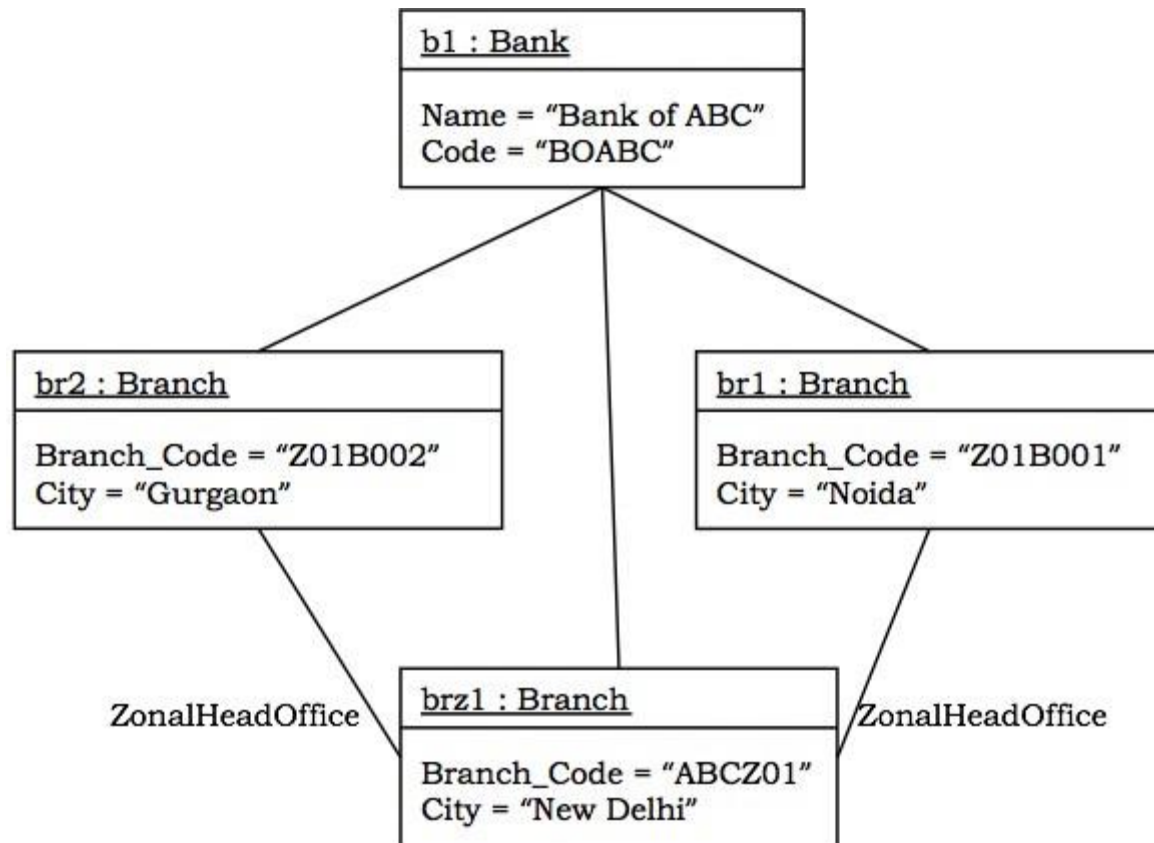 b1 : Bank
Name = “Bank of ABC”
Code = “BOABC”
br2 : Branch
Branch_Code = “Z01B002”
City = “Gurgaon”
br1 : Branch
Branch_Code = “Z01B001”
City = “Noida”
ZonalHeadOffice
ZonalHeadOffice
brz1 : Branch
Branch_Code = “ABCZ01”
City = “New Delhi”